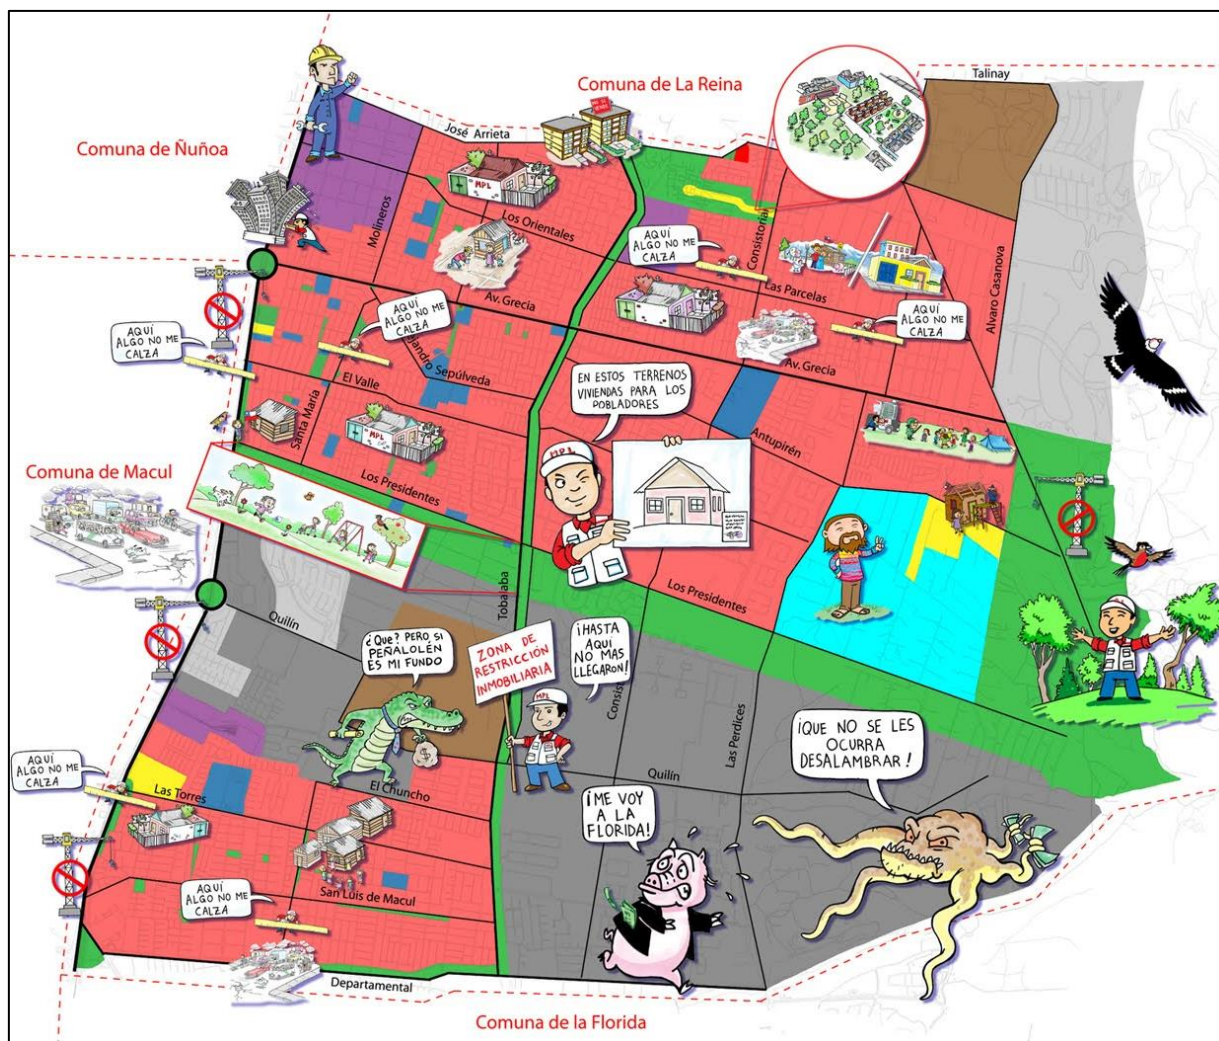 Talinay
Comuna de La Reina
José Arrieta
Comuna de Ñuñoa
MPL
Molineros
Los Orientales
Consistorial
AQUÍ
ALGO NO ME
CALZA
Las Parcelas
Alvaro Casanova
Av. Grecia
AQUÍ
ALGO NO ME
CALZA
AQUÍ
ALGO NO ME
CALZA
AQUÍ
ALGO NO ME
CALZA
Sepúlveda
Av. Grecia
El Valle
EN ESTOS TERRENOS
VIVIENDAS PARA LOS
POBLADORES
Santa María
MPL
Antupirén
MPL
Los Presidentes
Comuna de Macul
Los Presidentes
Tobalaba
Quilín
¿QUE? PERO SI
PEÑALOLÉN
ES MI FUNDO
ZONA DE
RESTRICCIÓN
INMOBILIARIA
MPL
¡HASTA
AQUÍ
NO MAS
LLEGARON!
Consis
Las Perdices
¡QUE NO SE LES
OCURRA
DESALAMBRAR!
Quilín
AQUÍ
ALGO NO ME
CALZA
Las Torres
El Chuncho
¡ME VOY
A LA
FLORIDA!
San Luis de Macul
AQUÍ
ALGO NO ME
CALZA
Departamental
Comuna de la Florida